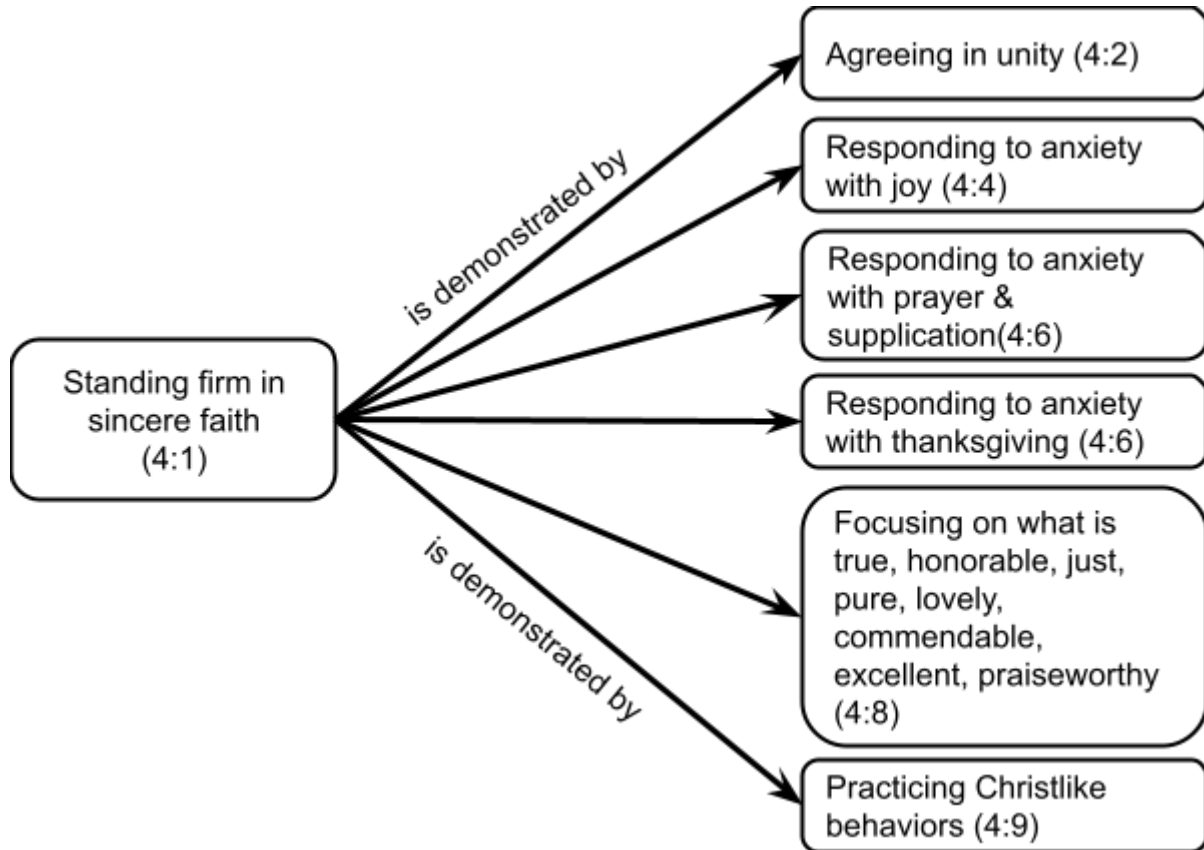 Agreeing in unity (4:2)
is demonstrated by
Responding to anxiety
with joy (4:4)
Responding to anxiety
with prayer &
supplication(4:6)
Standing firm in
sincere faith
(4:1)
Responding to anxiety
with thanksgiving (4:6)
Focusing on what is
true, honorable, just,
pure, lovely,
commendable,
excellent, praiseworthy
(4:8)
is demonstrated by
Practicing Christlike
behaviors (4:9)